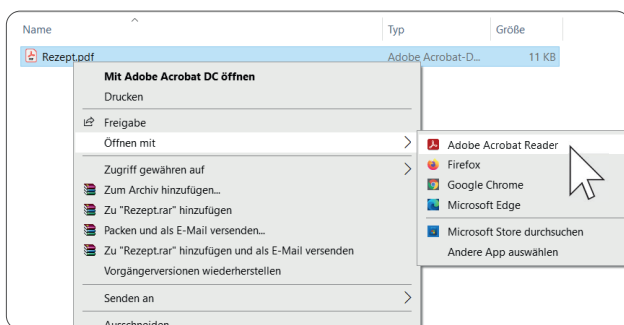 Name Typ Größe
Rezept.pdf Adobe Acrobat-D... 11 KB
Mit Adobe Acrobat DC öffnen
Drucken
Freigabe
Öffnen mit
Adobe Acrobat Reader
Firefox
Google Chrome
Microsoft Edge
Microsoft Store durchsuchen
Andere App auswählen
Zugriff gewähren auf
Zum Archiv hinzufügen...
Zu "Rezept.rar" hinzufügen
Packen und als E-Mail versenden...
Zu "Rezept.rar" hinzufügen und als E-Mail versenden
Vorgängerversionen wiederherstellen
Senden an
Ausschneiden